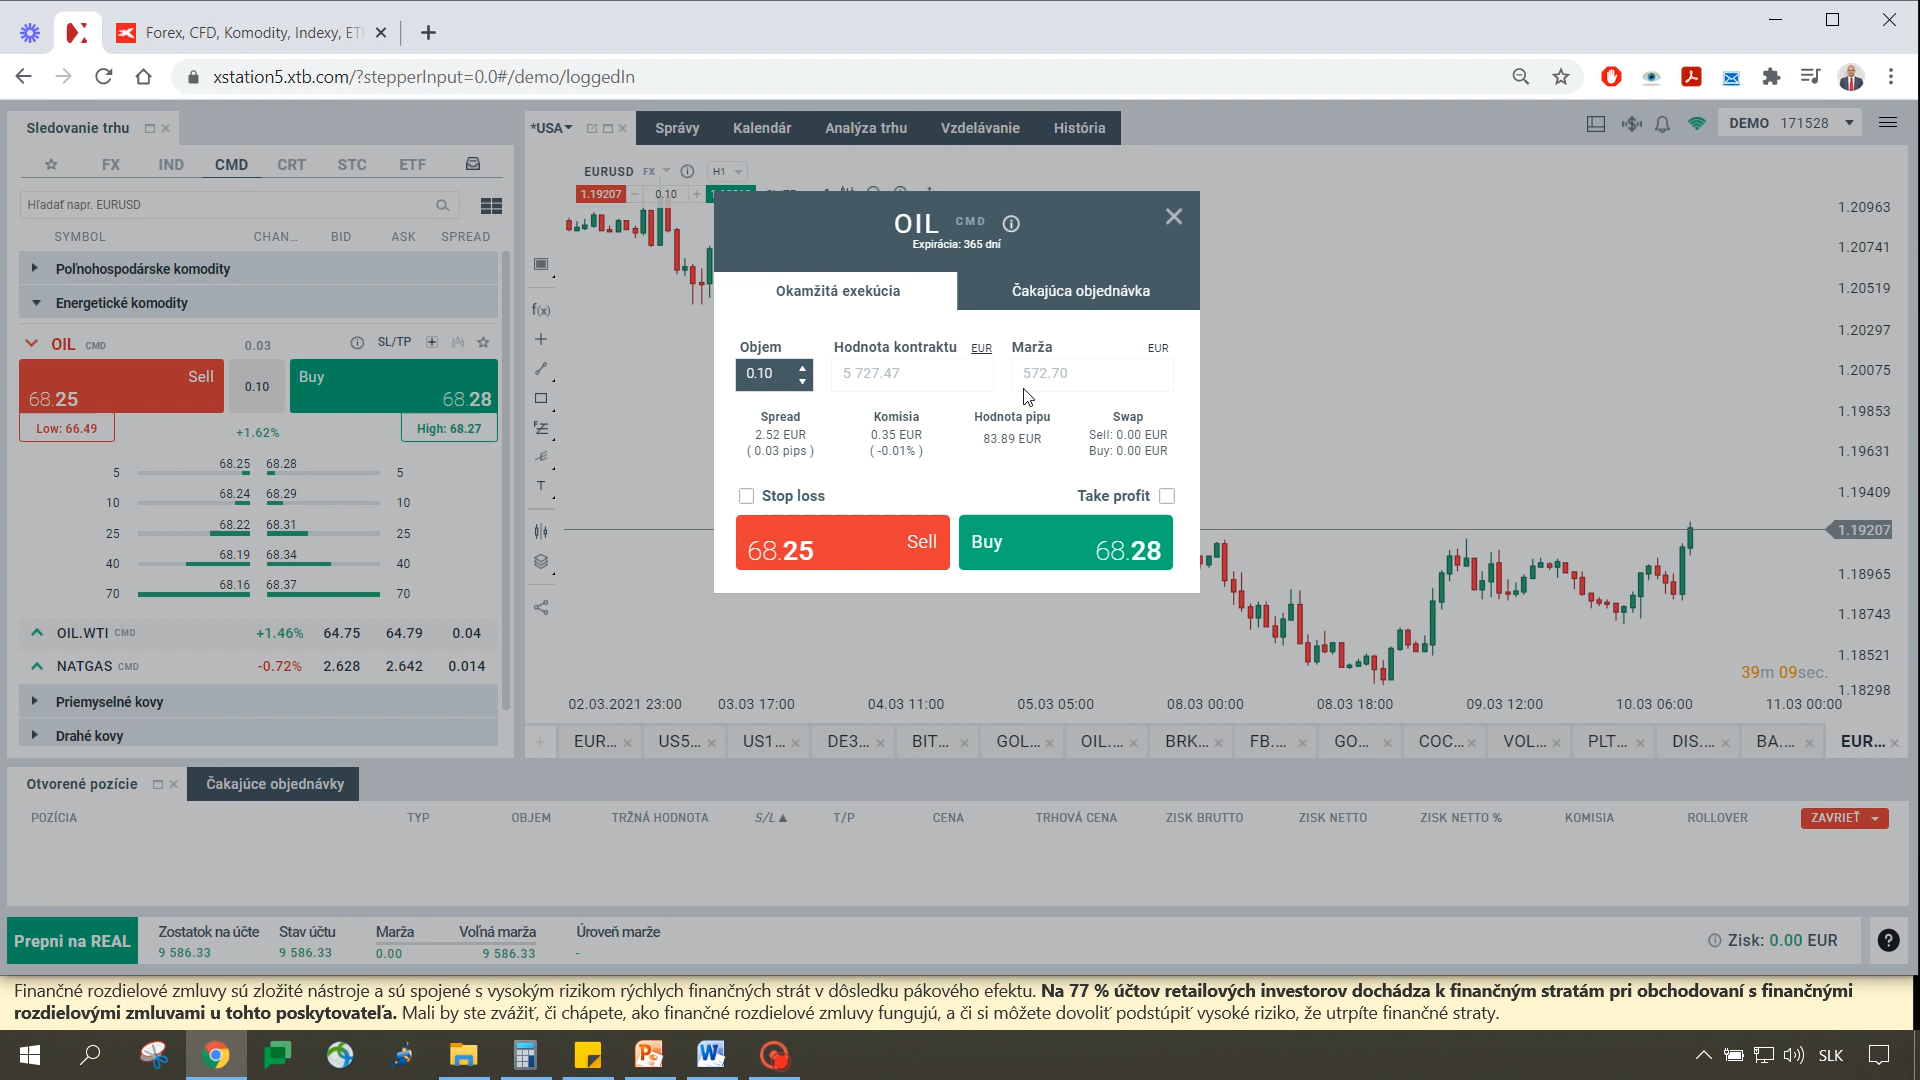 Forex, CFD, Komodity, Indexy, ET
xstation5.xtb.com/?stepperInput=0.0#/demo/loggedIn
Sledovanie trhu
FX IND CMD CRT STC ETF
Hľadať napr. EURUSD
SYMBOL CHAN... BID ASK SPREAD
Poľnohospodárske komodity
Energetické komodity
OIL CMD 0.03 SL/TP
Sell 68.25
0.10
Buy 68.28
Low: 66.49
+1.62%
High: 68.27
5 68.25 68.28 5
10 68.24 68.29 10
25 68.22 68.31 25
40 68.19 68.34 40
70 68.16 68.37 70
OIL.WTI CMD +1.46% 64.75 64.79 0.04
NATGAS CMD -0.72% 2.628 2.642 0.014
Priemyselné kovy
Drahé kovy
*USA
Správy Kalendár Analýza trhu Vzdelávanie História
DEMO 171528
EURUSD FX H1
1.19207 0.10
f(x)
T
OIL CMD
Expirácia: 365 dní
Okamžitá exekúcia
Čakajúca objednávka
Objem Hodnota kontraktu EUR Marža EUR
0.10 5 727.47 572.70
Spread Komisia Hodnota pipu Swap
2.52 EUR 0.35 EUR 83.89 EUR Sell: 0.00 EUR
( 0.03 pips ) ( -0.01% ) Buy: 0.00 EUR
Stop loss Take profit
68.25 Sell
Buy 68.28
1.20963
1.20741
1.20519
1.20297
1.20075
1.19853
1.19631
1.19409
1.19207
1.18965
1.18743
1.18521
1.18298
39m 09sec.
02.03.2021 23:00 03.03 17:00 04.03 11:00 05.03 05:00 08.03 00:00 08.03 18:00 09.03 12:00 10.03 06:00 11.03 00:00
EUR... US5... US1... DE3... BIT... GOL... OIL.... BRK... FB.... GO... COC... VOL... PLT... DIS.... BA.... EUR...
Otvorené pozície
Čakajúce objednávky
POZÍCIA TYP OBJEM TRŽNÁ HODNOTA S/L T/P CENA TRHOVÁ CENA ZISK BRUTTO ZISK NETTO ZISK NETTO % KOMISIA ROLLOVER ZAVRIEŤ
Prepni na REAL
Zostatok na účte Stav účtu Marža Voľná marža Úroveň marže
9 586.33 9 586.33 0.00 9 586.33 -
Zisk: 0.00 EUR
?
Finančné rozdielové zmluvy sú zložité nástroje a sú spojené s vysokým rizikom rýchlych finančných strát v dôsledku pákového efektu. Na 77 % účtov retailových investorov dochádza k finančným stratám pri obchodovaní s finančnými
rozdielovými zmluvami u tohto poskytovateľa. Mali by ste zvážiť, či chápete, ako finančné rozdielové zmluvy fungujú, a či si môžete dovoliť podstúpiť vysoké riziko, že utrpíte finančné straty.
SLK